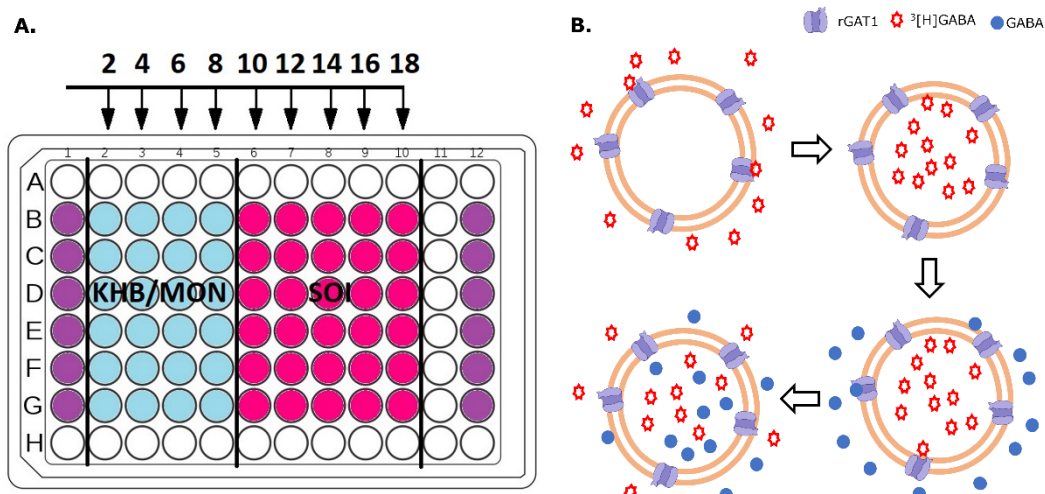 A.
2 4 6 8 10 12 14 16 18
1 2 3 4 5 6 7 8 9 10 11 12
A
B
C
D
KHB/MON SOI
E
F
G
H
B.
rGAT1 ³[H]GABA GABA